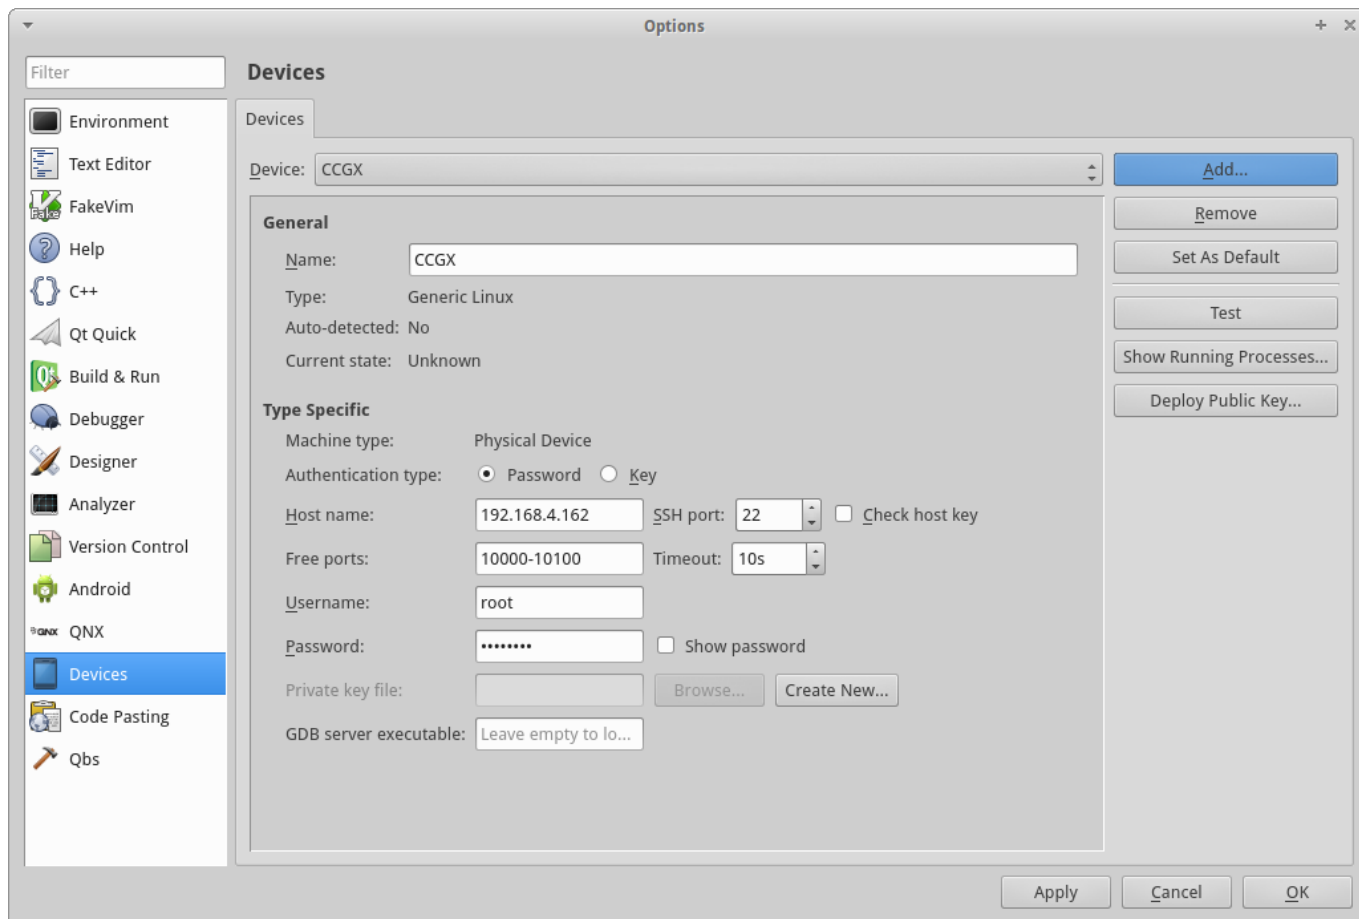 Options
Filter
Devices
Environment
Text Editor
FakeVim
Help
C++
Qt Quick
Build & Run
Debugger
Designer
Analyzer
Version Control
Android
QNX
Devices
Code Pasting
Qbs
Devices
Device: CCGX
General
Name: CCGX
Type: Generic Linux
Auto-detected: No
Current state: Unknown
Type Specific
Machine type: Physical Device
Authentication type: Password Key
Host name: 192.168.4.162 SSH port: 22 Check host key
Free ports: 10000-10100 Timeout: 10s
Username: root
Password: •••••••• Show password
Private key file: Browse... Create New...
GDB server executable: Leave empty to lo...
Add...
Remove
Set As Default
Test
Show Running Processes...
Deploy Public Key...
Apply Cancel OK